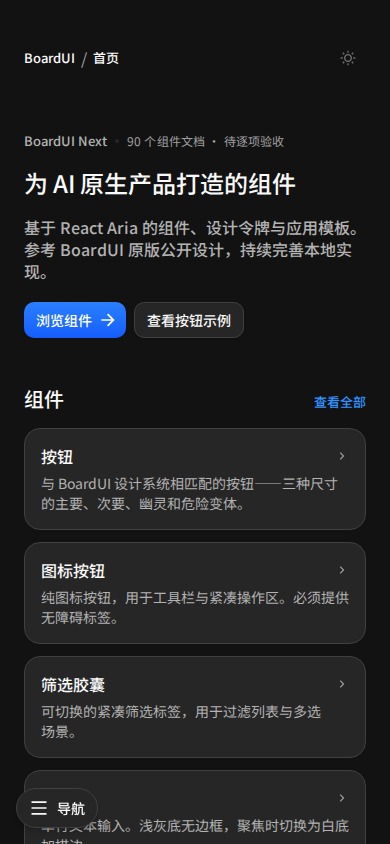 BoardUI / 首页
BoardUI Next · 90 个组件文档 · 待逐项验收
为 AI 原生产品打造的组件
基于 React Aria 的组件、设计令牌与应用模板。
参考 BoardUI 原版公开设计，持续完善本地实
现。
浏览组件 → 查看按钮示例
组件 查看全部
按钮
与 BoardUI 设计系统相匹配的按钮——三种尺寸
的主要、次要、幽灵和危险变体。
图标按钮
纯图标按钮，用于工具栏与紧凑操作区。必须提供
无障碍标签。
筛选胶囊
可切换的紧凑筛选标签，用于过滤列表与多选
场景。
导航
文本输入。浅灰底无边框，聚焦时切换为白底